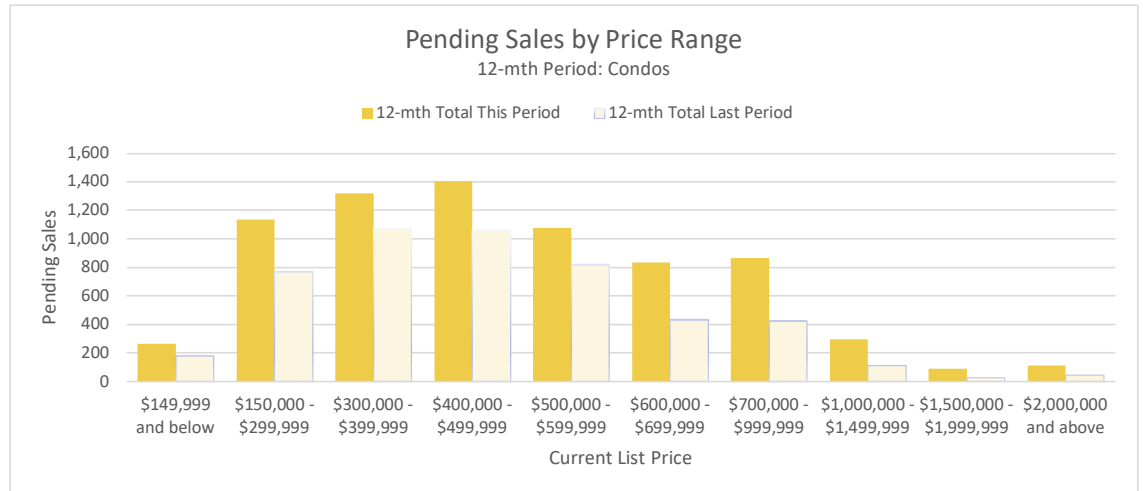 Pending Sales by Price Range
12-mth Period: Condos
12-mth Total This Period 12-mth Total Last Period
1,600
1,400
1,200
1,000
800
600
400
200
0
Pending Sales
$149,999 $150,000 - $300,000 - $400,000 - $500,000 - $600,000 - $700,000 - $1,000,000 - $1,500,000 - $2,000,000
and below $299,999 $399,999 $499,999 $599,999 $699,999 $999,999 $1,499,999 $1,999,999 and above
Current List Price